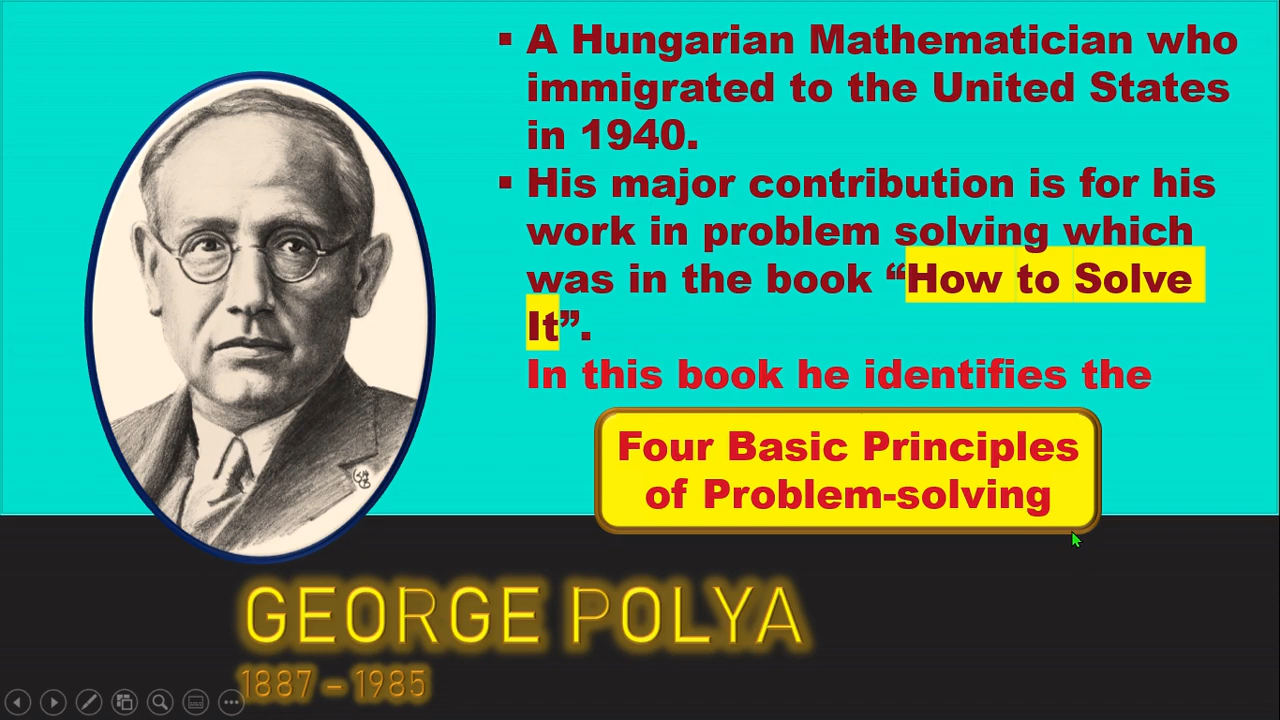 ▪ A Hungarian Mathematician who
immigrated to the United States
in 1940.
▪ His major contribution is for his
work in problem solving which
was in the book “How to Solve
It”.
In this book he identifies the
Four Basic Principles
of Problem-solving
GEORGE POLYA
1887 – 1985